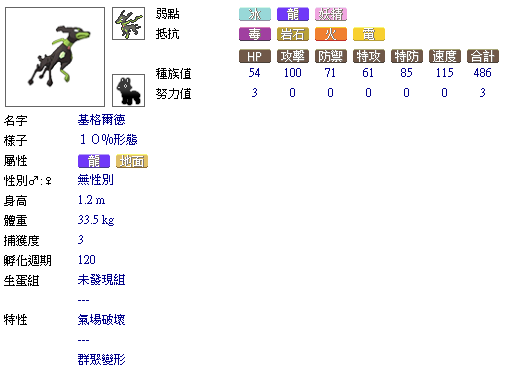 弱點 冰 龍 妖精
抵抗 毒 岩石 火 電
HP 攻擊 防禦 特攻 特防 速度 合計
種族值 54 100 71 61 85 115 486
努力值 3 0 0 0 0 0 3
名字 基格爾德
樣子 １０％形態
屬性 龍 地面
性別♂:♀ 無性別
身高 1.2 m
體重 33.5 kg
捕獲度 3
孵化週期 120
生蛋組 未發現組
---
特性 氣場破壞
---
群聚變形